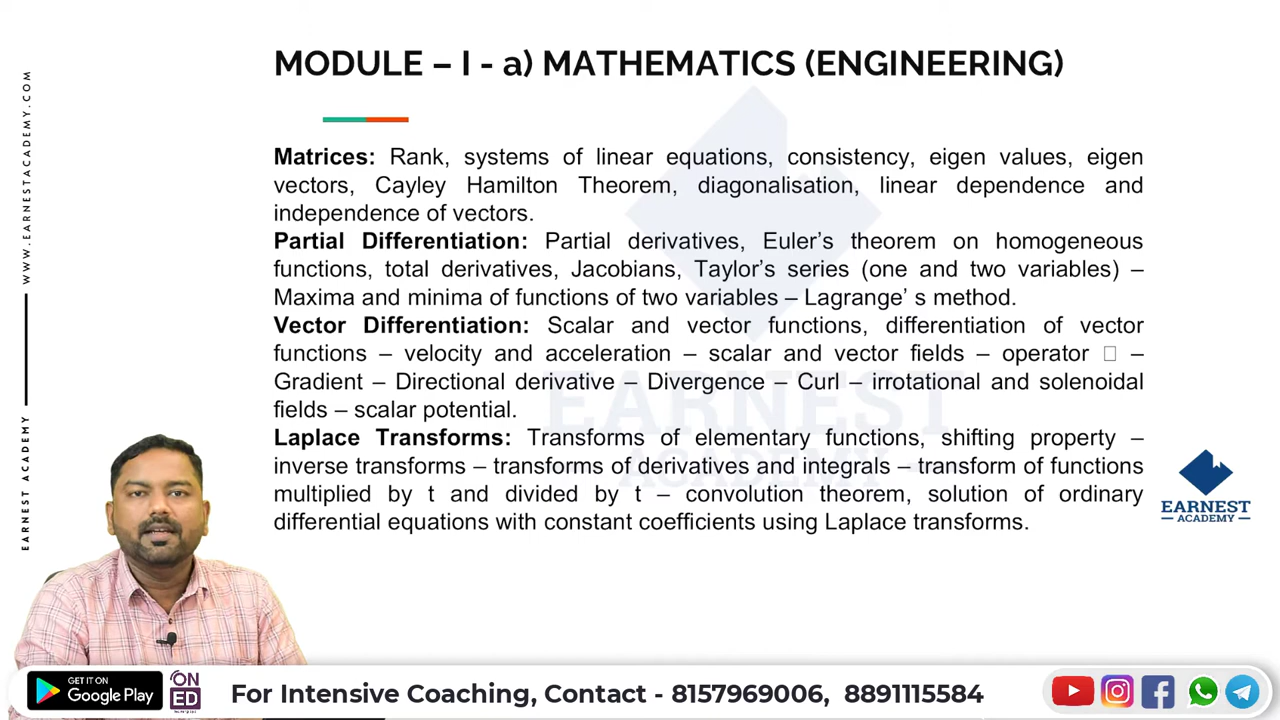 MODULE – I - a) MATHEMATICS (ENGINEERING)
Matrices: Rank, systems of linear equations, consistency, eigen values, eigen
vectors, Cayley Hamilton Theorem, diagonalisation, linear dependence and
independence of vectors.
Partial Differentiation: Partial derivatives, Euler’s theorem on homogeneous
functions, total derivatives, Jacobians, Taylor’s series (one and two variables) –
Maxima and minima of functions of two variables – Lagrange’ s method.
Vector Differentiation: Scalar and vector functions, differentiation of vector
functions – velocity and acceleration – scalar and vector fields – operator □ –
Gradient – Directional derivative – Divergence – Curl – irrotational and solenoidal
fields – scalar potential.
Laplace Transforms: Transforms of elementary functions, shifting property –
inverse transforms – transforms of derivatives and integrals – transform of functions
multiplied by t and divided by t – convolution theorem, solution of ordinary
differential equations with constant coefficients using Laplace transforms.
WWW.EARNESTACADEMY.COM
EARNEST ACADEMY
EARNEST
ACADEMY
EARNEST
ACADEMY
GET IT ON
Google Play
ON
ED
For Intensive Coaching, Contact - 8157969006, 8891115584